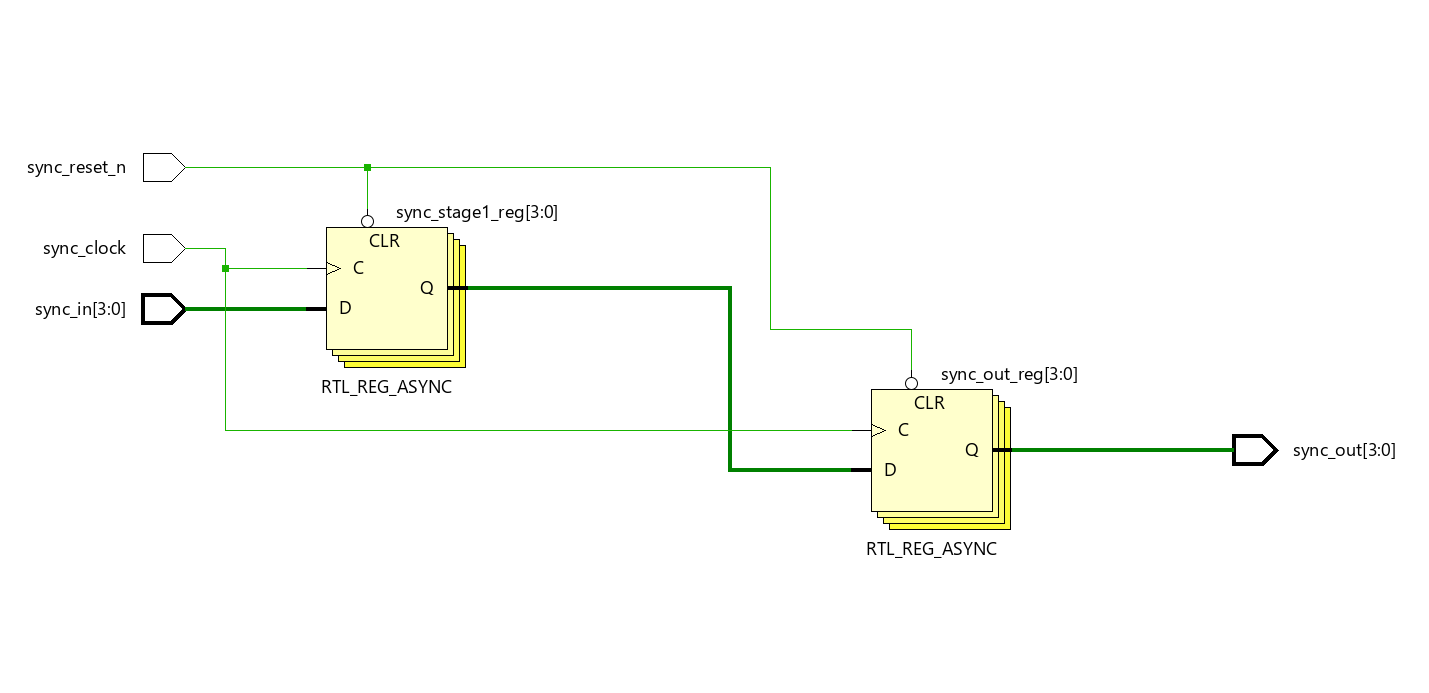 sync_reset_n
sync_stage1_reg[3:0]
CLR
sync_clock
C
Q
sync_in[3:0]
D
RTL_REG_ASYNC
sync_out_reg[3:0]
CLR
C
Q
sync_out[3:0]
D
RTL_REG_ASYNC